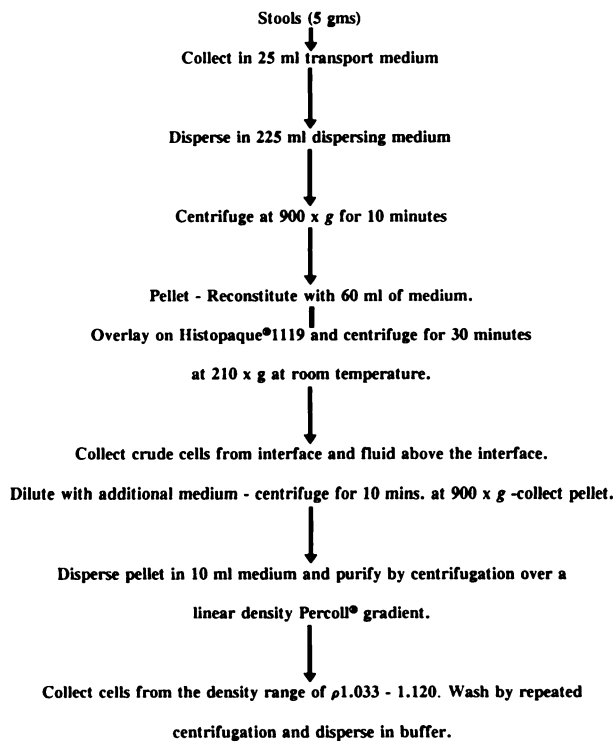 Stools (5 gms)
Collect in 25 ml transport medium
Disperse in 225 ml dispersing medium
Centrifuge at 900 x g for 10 minutes
Pellet - Reconstitute with 60 ml of medium.
Overlay on Histopaque®1119 and centrifuge for 30 minutes
at 210 x g at room temperature.
Collect crude cells from interface and fluid above the interface.
Dilute with additional medium - centrifuge for 10 mins. at 900 x g -collect pellet.
Disperse pellet in 10 ml medium and purify by centrifugation over a
linear density Percoll® gradient.
Collect cells from the density range of ρ1.033 - 1.120. Wash by repeated
centrifugation and disperse in buffer.